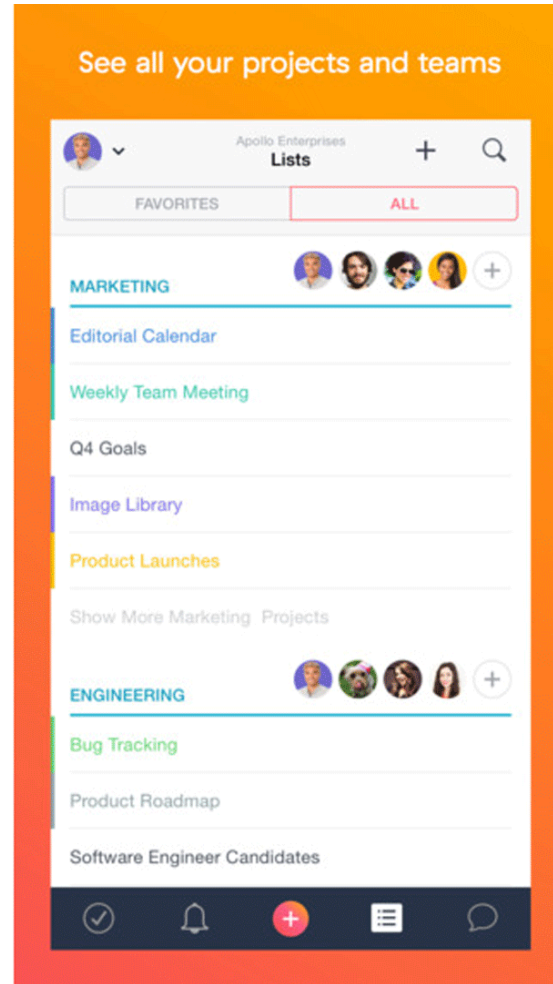 See all your projects and teams
Apollo Enterprises
Lists
FAVORITES
ALL
MARKETING
Editorial Calendar
Weekly Team Meeting
Q4 Goals
Image Library
Product Launches
Show More Marketing Projects
ENGINEERING
Bug Tracking
Product Roadmap
Software Engineer Candidates